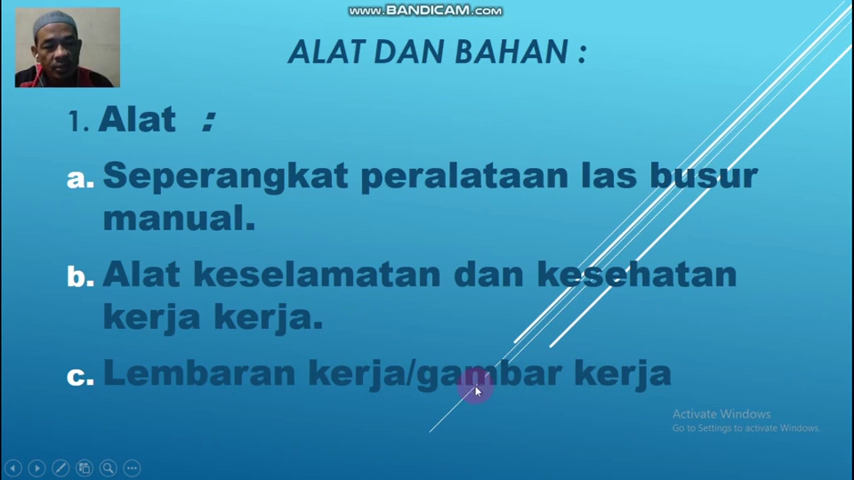 www.BANDICAM.com
ALAT DAN BAHAN :
1. Alat :
a. Seperangkat peralataan las busur
manual.
b. Alat keselamatan dan kesehatan
kerja kerja.
c. Lembaran kerja/gambar kerja
Activate Windows
Go to Settings to activate Windows.